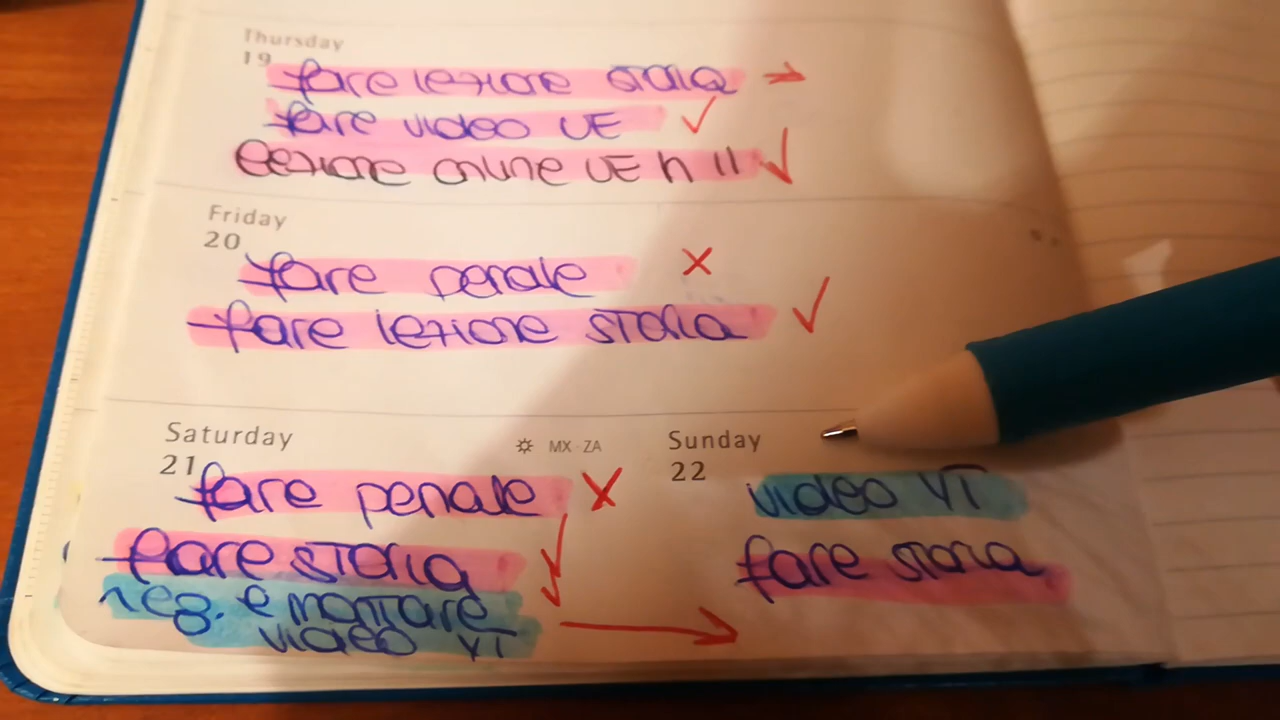 Thursday
19
fare lezione storia
fare video UE
lezione online UE h 11
Friday
20
fare penale
fare lezione storia
Saturday
21
MX ZA
fare penale
fare storia
reg. e montare
video YT
Sunday
22
video YT
fare storia